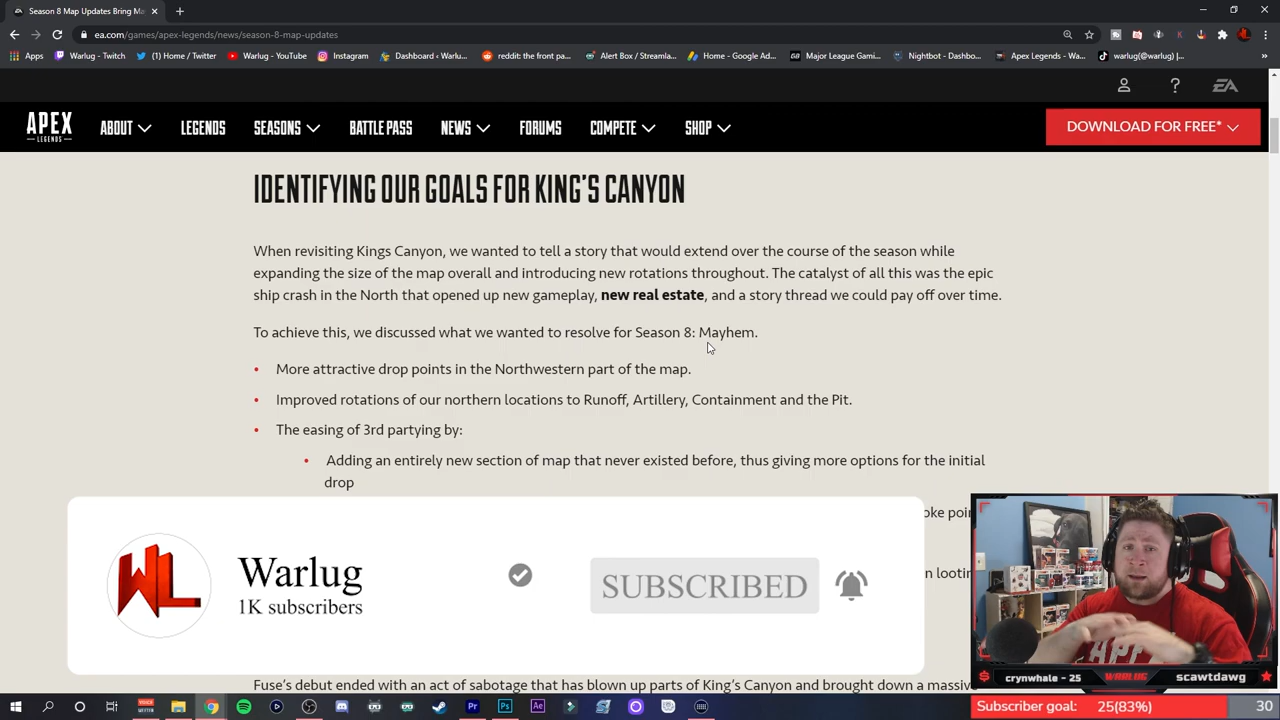 Season 8 Map Updates Bring Ma
ea.com/games/apex-legends/news/season-8-map-updates
Apps
Warlug - Twitch
(1) Home / Twitter
Warlug - YouTube
Instagram
Dashboard ‹ Warlu...
reddit: the front pa...
Alert Box / Streamla...
Home - Google Ad...
Major League Gami...
Nightbot - Dashbo...
Apex Legends - Wa...
warlug(@warlug) |...
EA
APEX
LEGENDS
ABOUT
LEGENDS
SEASONS
BATTLE PASS
NEWS
FORUMS
COMPETE
SHOP
DOWNLOAD FOR FREE*
IDENTIFYING OUR GOALS FOR KING'S CANYON
When revisiting Kings Canyon, we wanted to tell a story that would extend over the course of the season while
expanding the size of the map overall and introducing new rotations throughout. The catalyst of all this was the epic
ship crash in the North that opened up new gameplay, new real estate, and a story thread we could pay off over time.
To achieve this, we discussed what we wanted to resolve for Season 8: Mayhem.
• More attractive drop points in the Northwestern part of the map.
• Improved rotations of our northern locations to Runoff, Artillery, Containment and the Pit.
• The easing of 3rd partying by:
• Adding an entirely new section of map that never existed before, thus giving more options for the initial
drop
oke poin
n lootin
WL
Warlug
1K subscribers
SUBSCRIBED
Fuse's debut ended with an act of sabotage that has blown up parts of King's Canyon and brought down a massive
crynwhale - 25
WARLUG
scawtdawg
Subscriber goal:
25(83%)
30